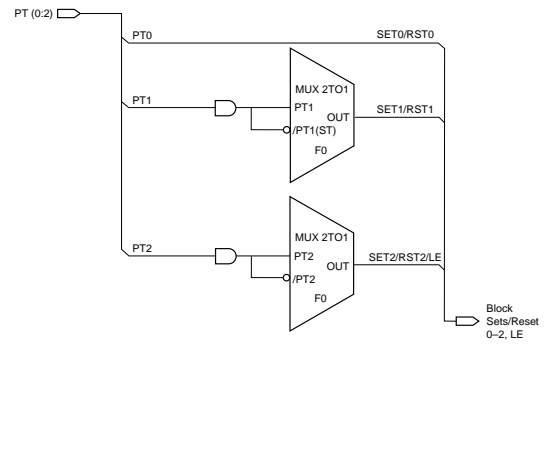 PT (0:2)
PT0
SET0/RST0
MUX 2TO1
PT1
PT1
SET1/RST1
OUT
/PT1(ST)
F0
MUX 2TO1
PT2
PT2
SET2/RST2/LE
OUT
/PT2
F0
Block
Sets/Reset
0–2, LE